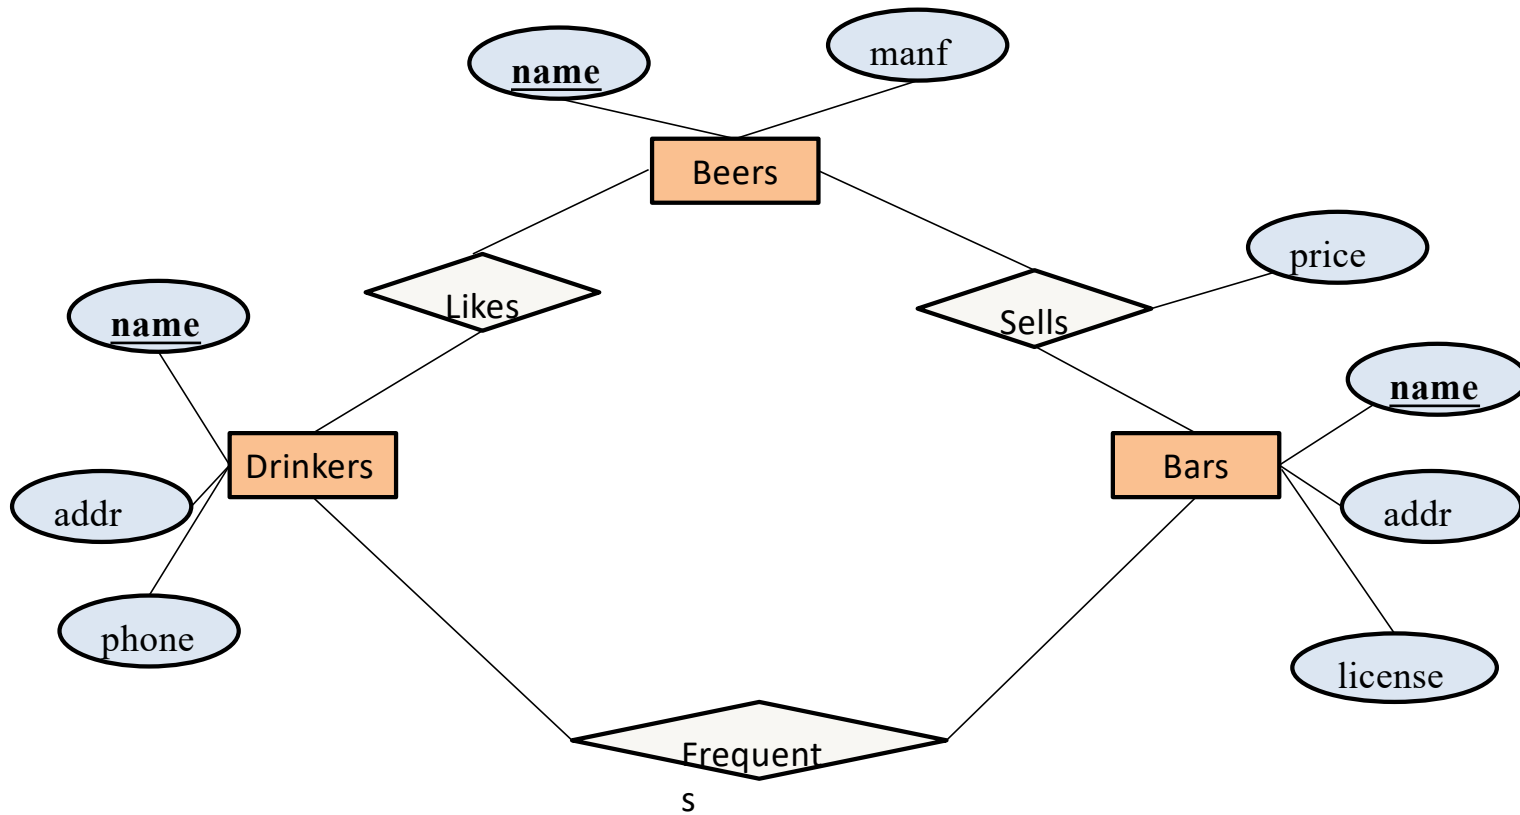 name
manf
Beers
price
Likes
Sells
name
name
Drinkers
Bars
addr
addr
phone
license
Frequent
s